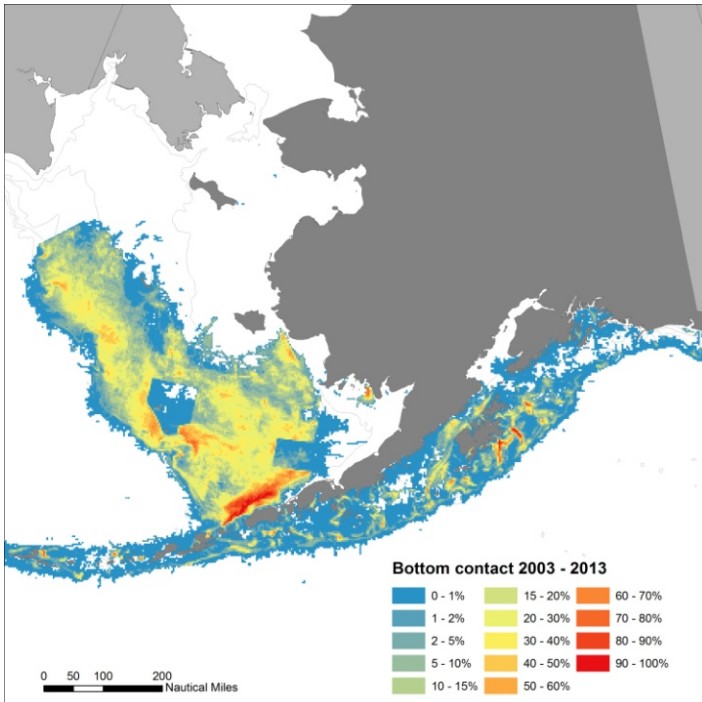 Bottom contact 2003 - 2013
0 - 1% 15 - 20% 60 - 70%
1 - 2% 20 - 30% 70 - 80%
2 - 5% 30 - 40% 80 - 90%
5 - 10% 40 - 50% 90 - 100%
10 - 15% 50 - 60%
0 50 100 200
Nautical Miles